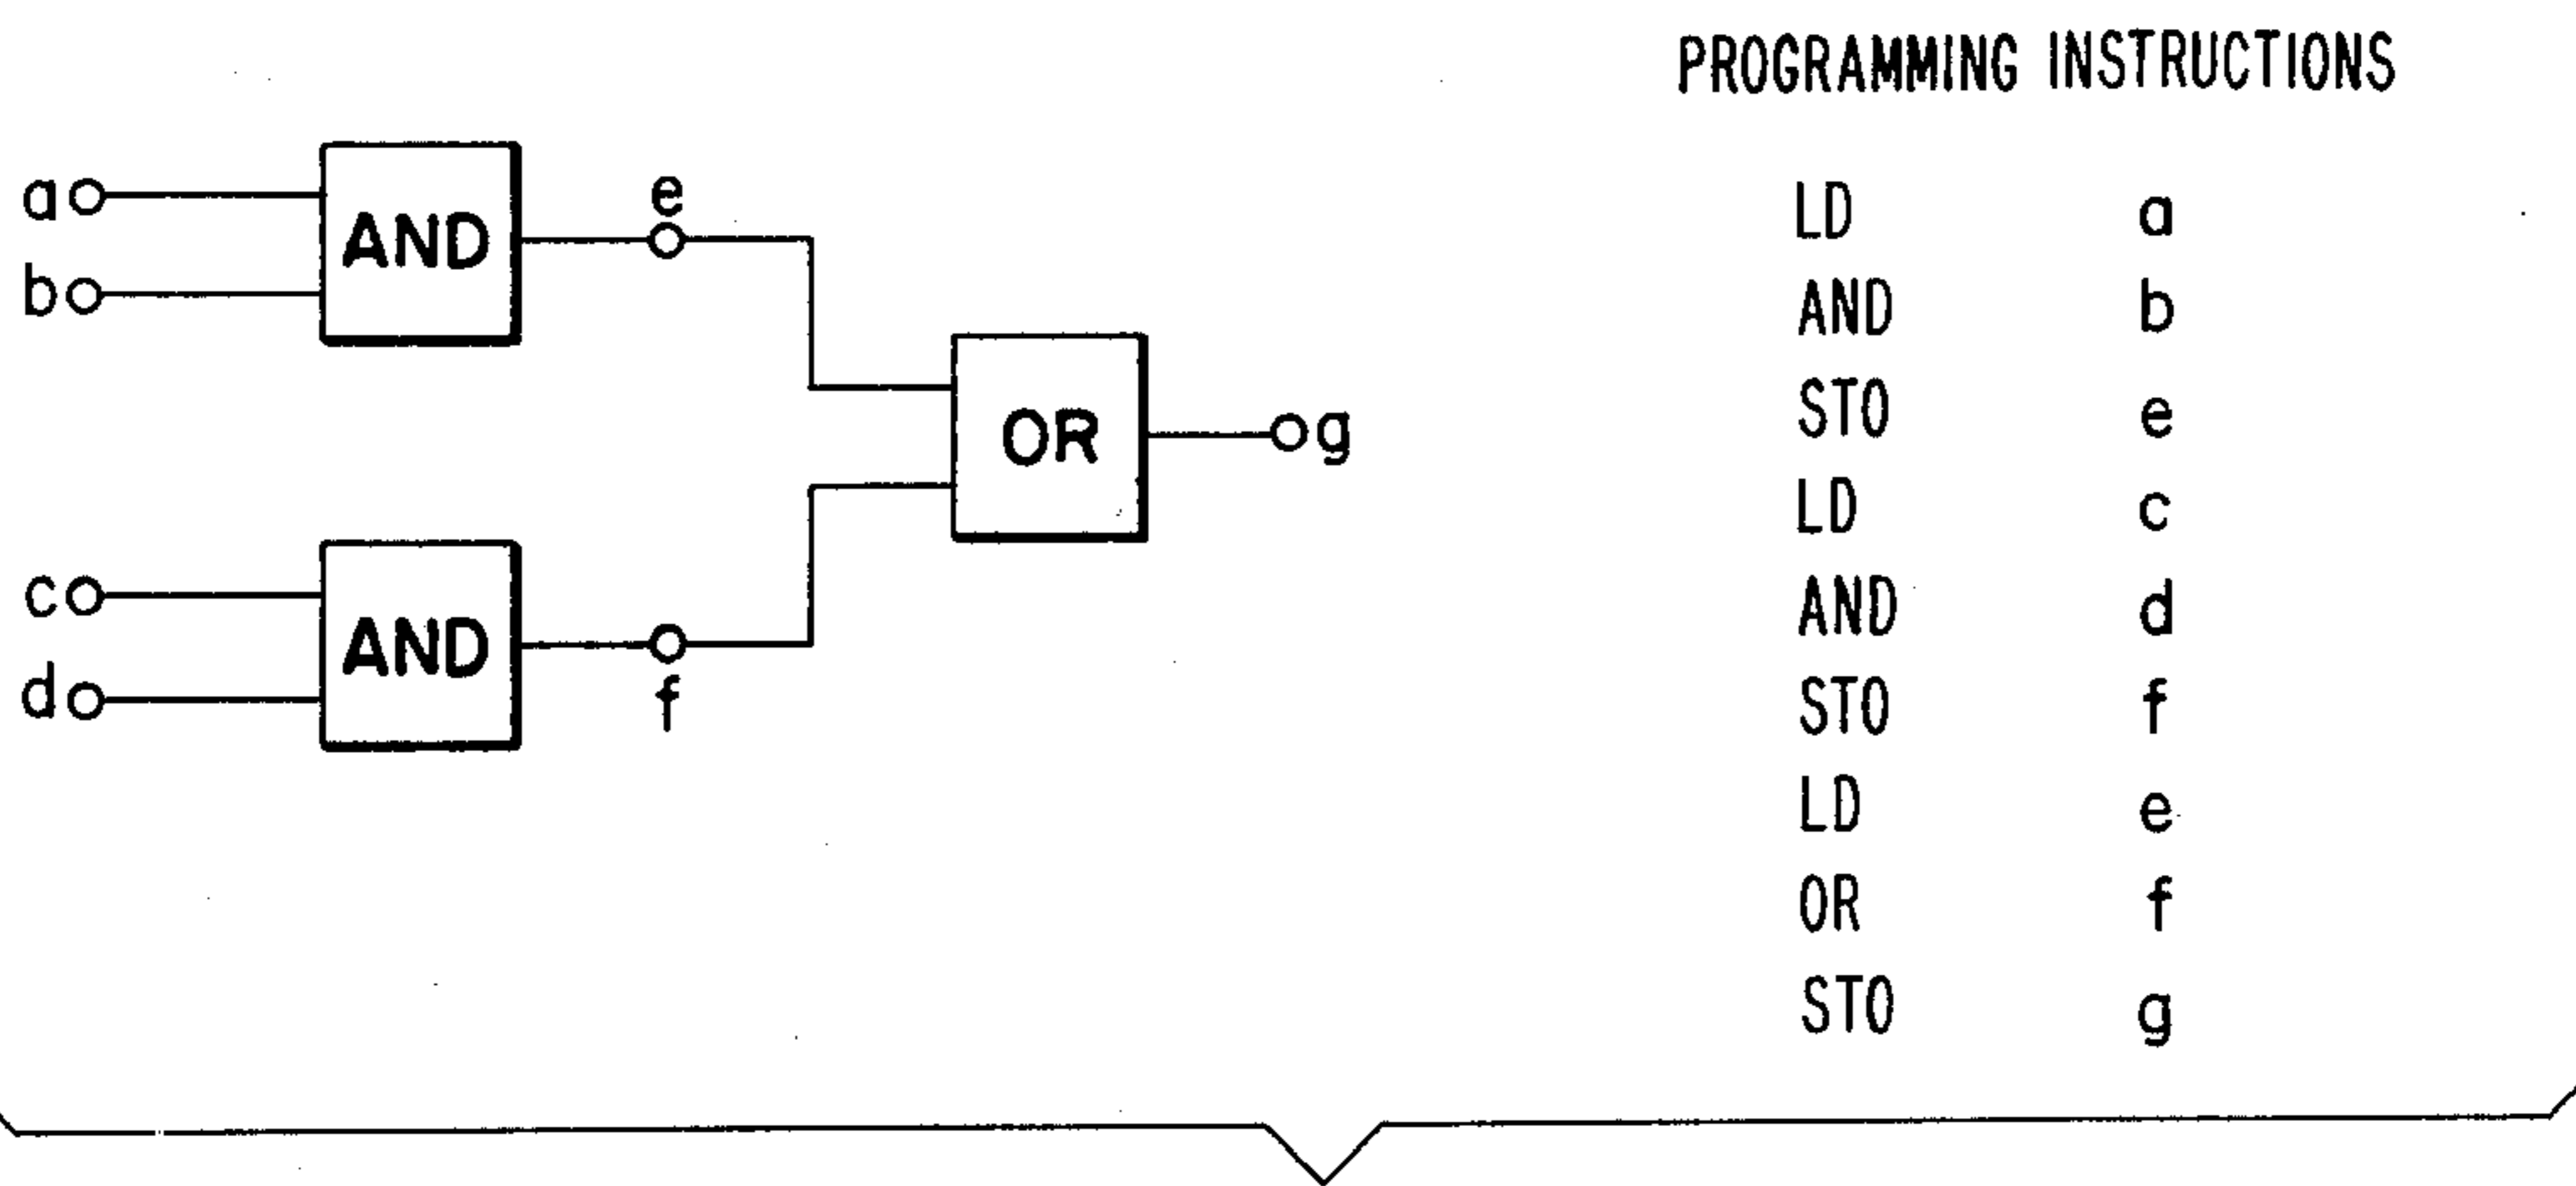 a
b
AND
e
c
d
AND
f
OR
g
PROGRAMMING INSTRUCTIONS
LD a
AND b
STO e
LD c
AND d
STO f
LD e
OR f
STO g